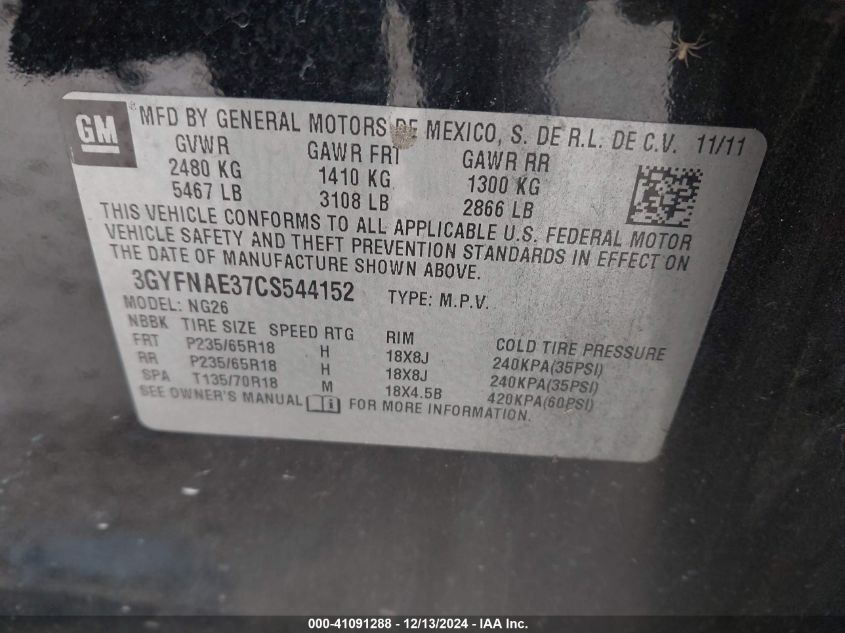 GM ® MFD BY GENERAL MOTORS DE MEXICO, S. DE R.L. DE C.V. 11/11
GVWR GAWR FRT GAWR RR
2480 KG 1410 KG 1300 KG
5467 LB 3108 LB 2866 LB
THIS VEHICLE CONFORMS TO ALL APPLICABLE U.S. FEDERAL MOTOR
VEHICLE SAFETY AND THEFT PREVENTION STANDARDS IN EFFECT ON
THE DATE OF MANUFACTURE SHOWN ABOVE.
3GYFNAE37CS544152 TYPE: M.P.V.
MODEL: NG26
NBBK TIRE SIZE SPEED RTG RIM COLD TIRE PRESSURE
FRT P235/65R18 H 18X8J 240KPA(35PSI)
RR P235/65R18 H 18X8J 240KPA(35PSI)
SPA T135/70R18 M 18X4.5B 420KPA(60PSI)
SEE OWNER'S MANUAL FOR MORE INFORMATION.
000-41091288 - 12/13/2024 - IAA Inc.